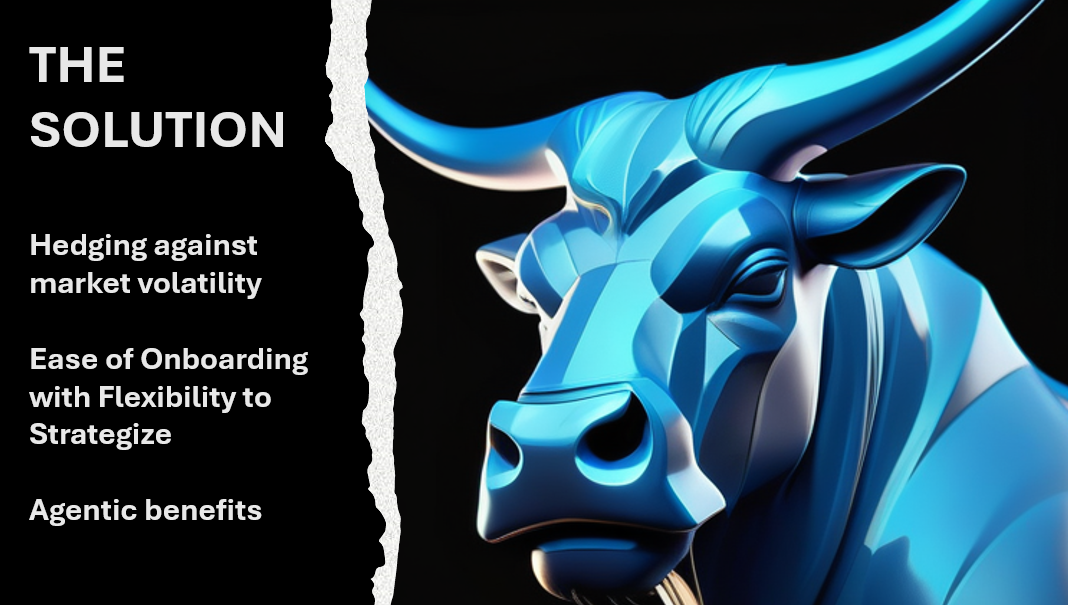 THE
SOLUTION
Hedging against
market volatility
Ease of Onboarding
with Flexibility to
Strategize
Agentic benefits